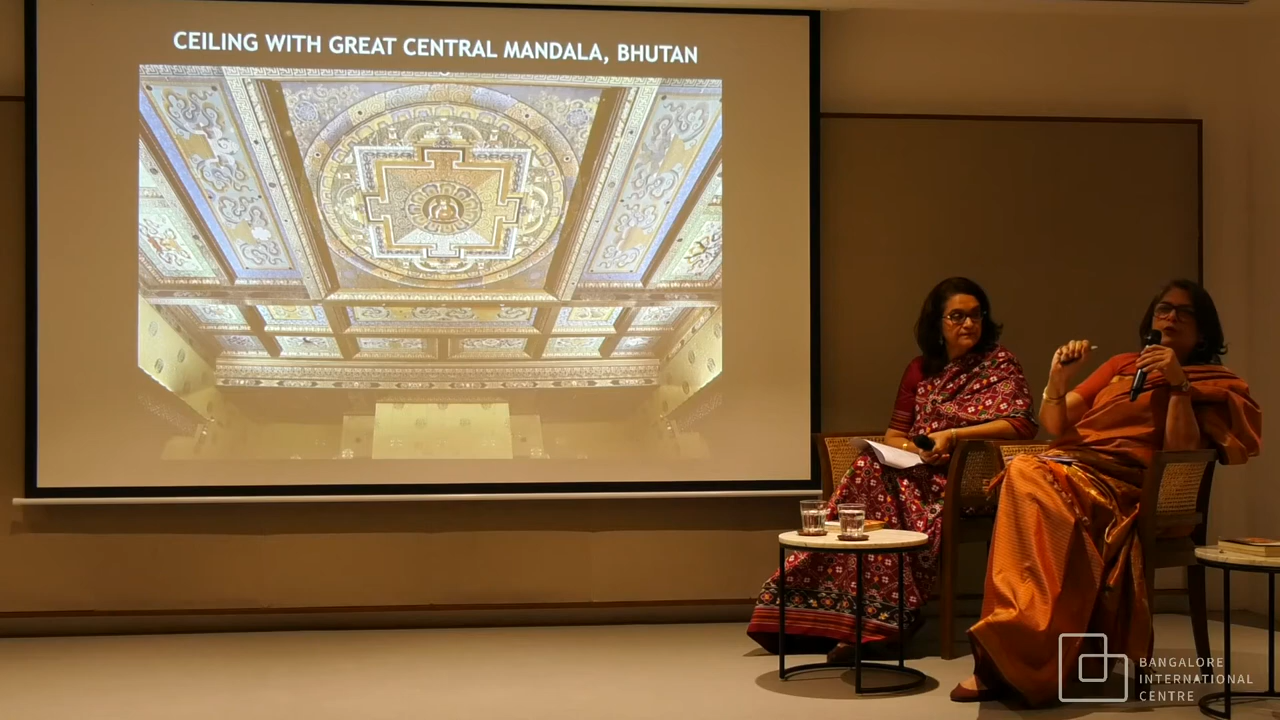 CEILING WITH GREAT CENTRAL MANDALA, BHUTAN
BANGALORE
INTERNATIONAL
CENTRE